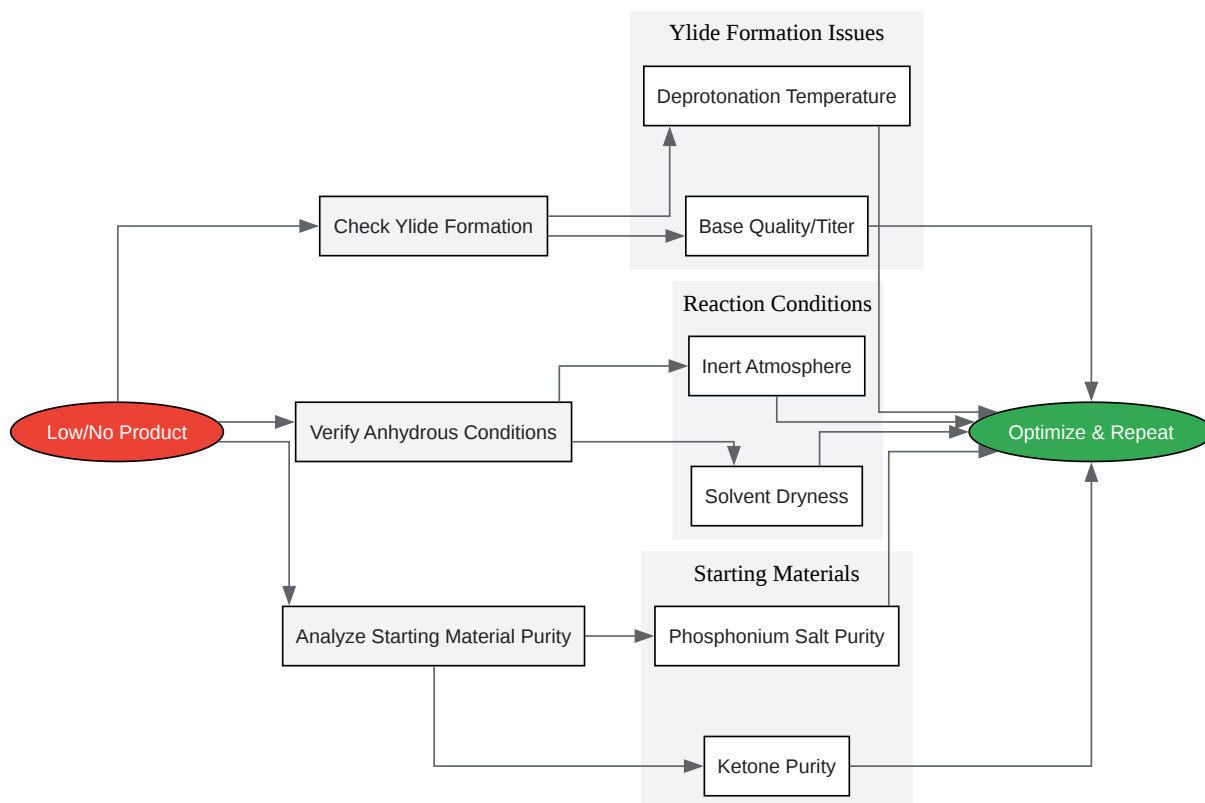 Ylide Formation Issues
Deprotonation Temperature
Check Ylide Formation
Base Quality/Titer
Reaction Conditions
Inert Atmosphere
Low/No Product
Verify Anhydrous Conditions
Optimize & Repeat
Solvent Dryness
Starting Materials
Analyze Starting Material Purity
Phosphonium Salt Purity
Ketone Purity